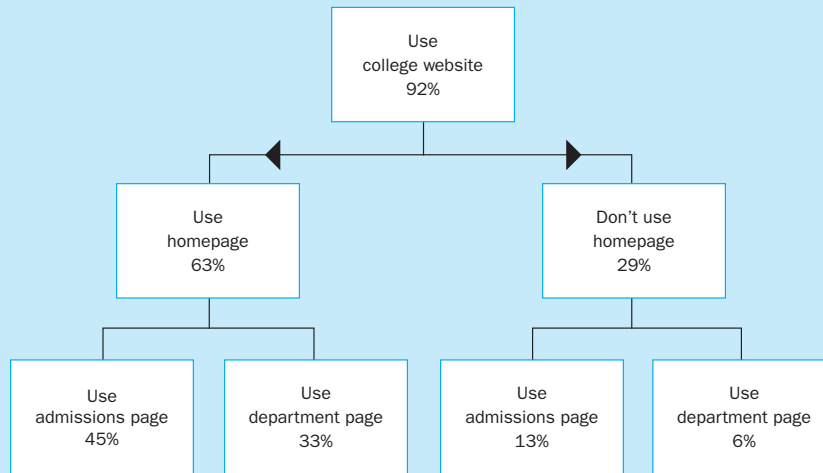 Use
college website
92%
Use
homepage
63%
Don't use
homepage
29%
Use
admissions page
45%
Use
department page
33%
Use
admissions page
13%
Use
department page
6%